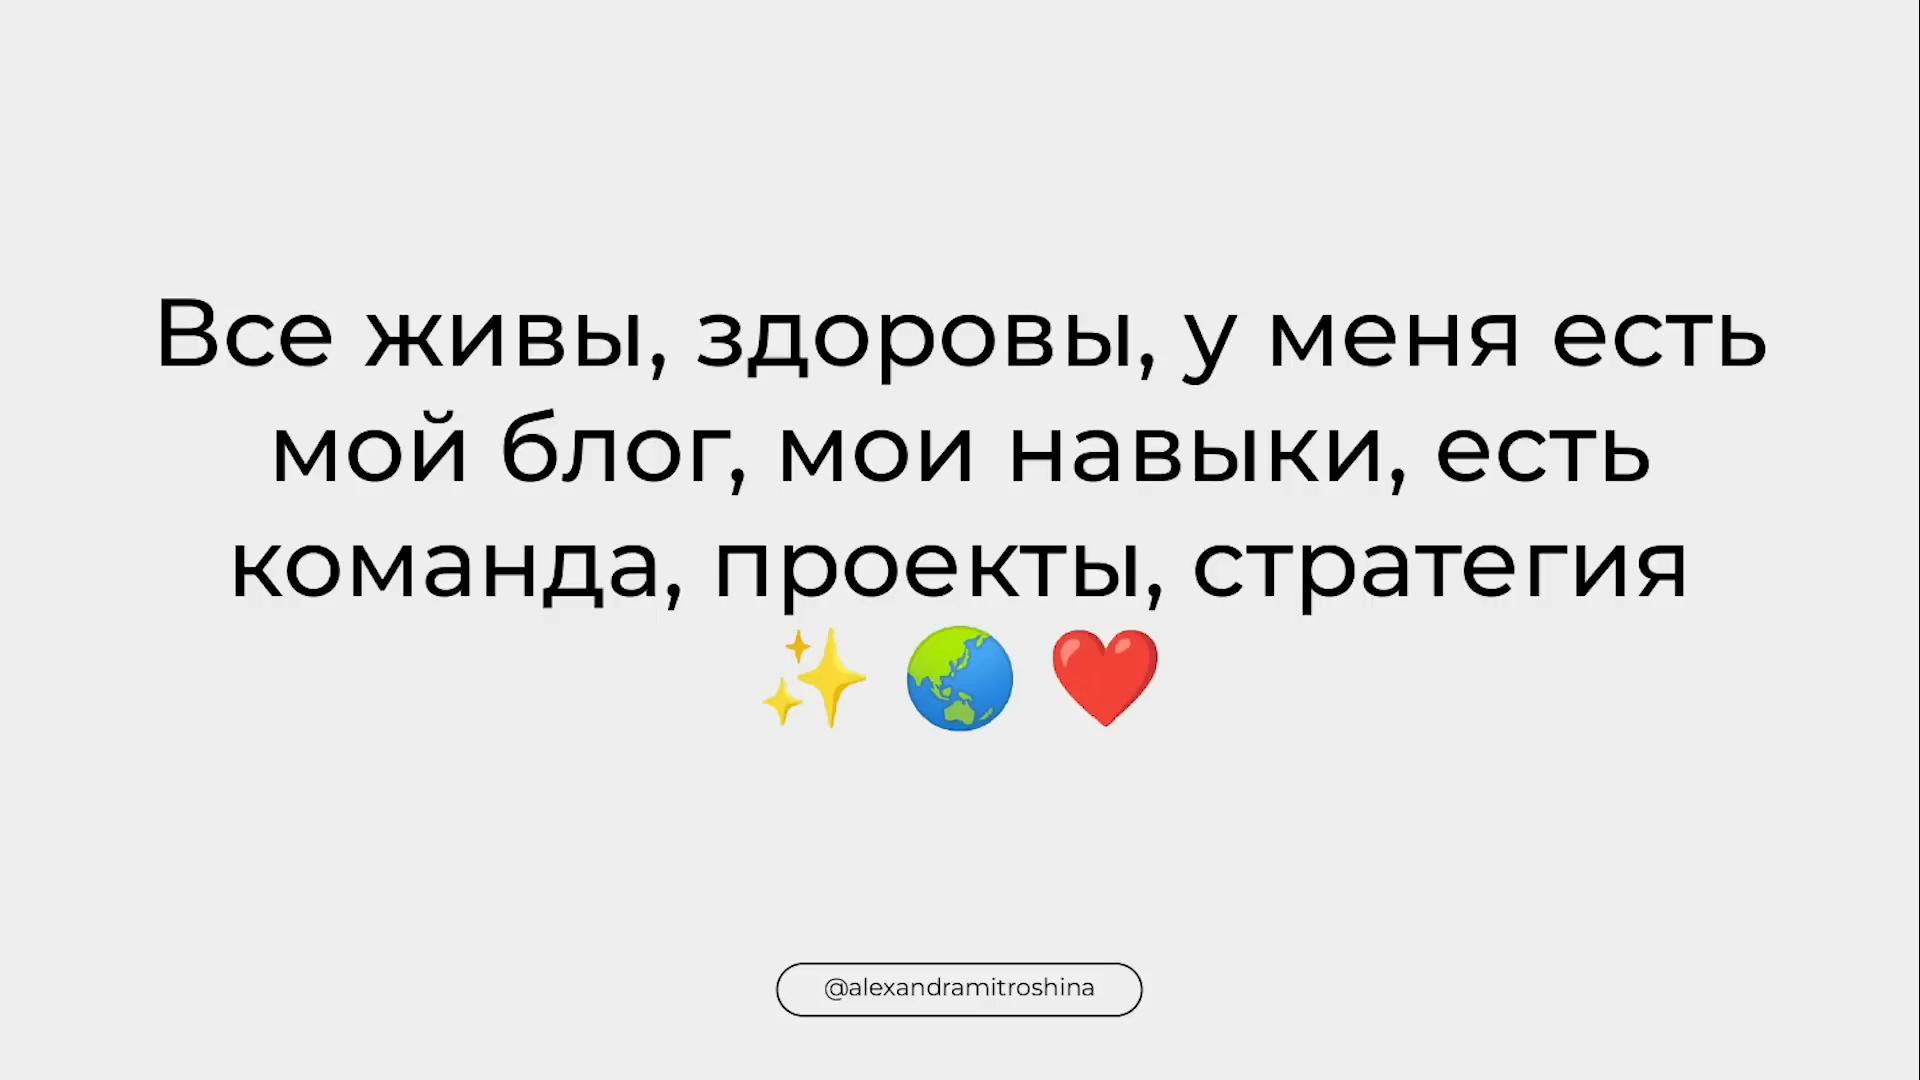 Все живы, здоровы, у меня есть
мой блог, мои навыки, есть
команда, проекты, стратегия
✨ 🌏 ❤️
@alexandramitroshina